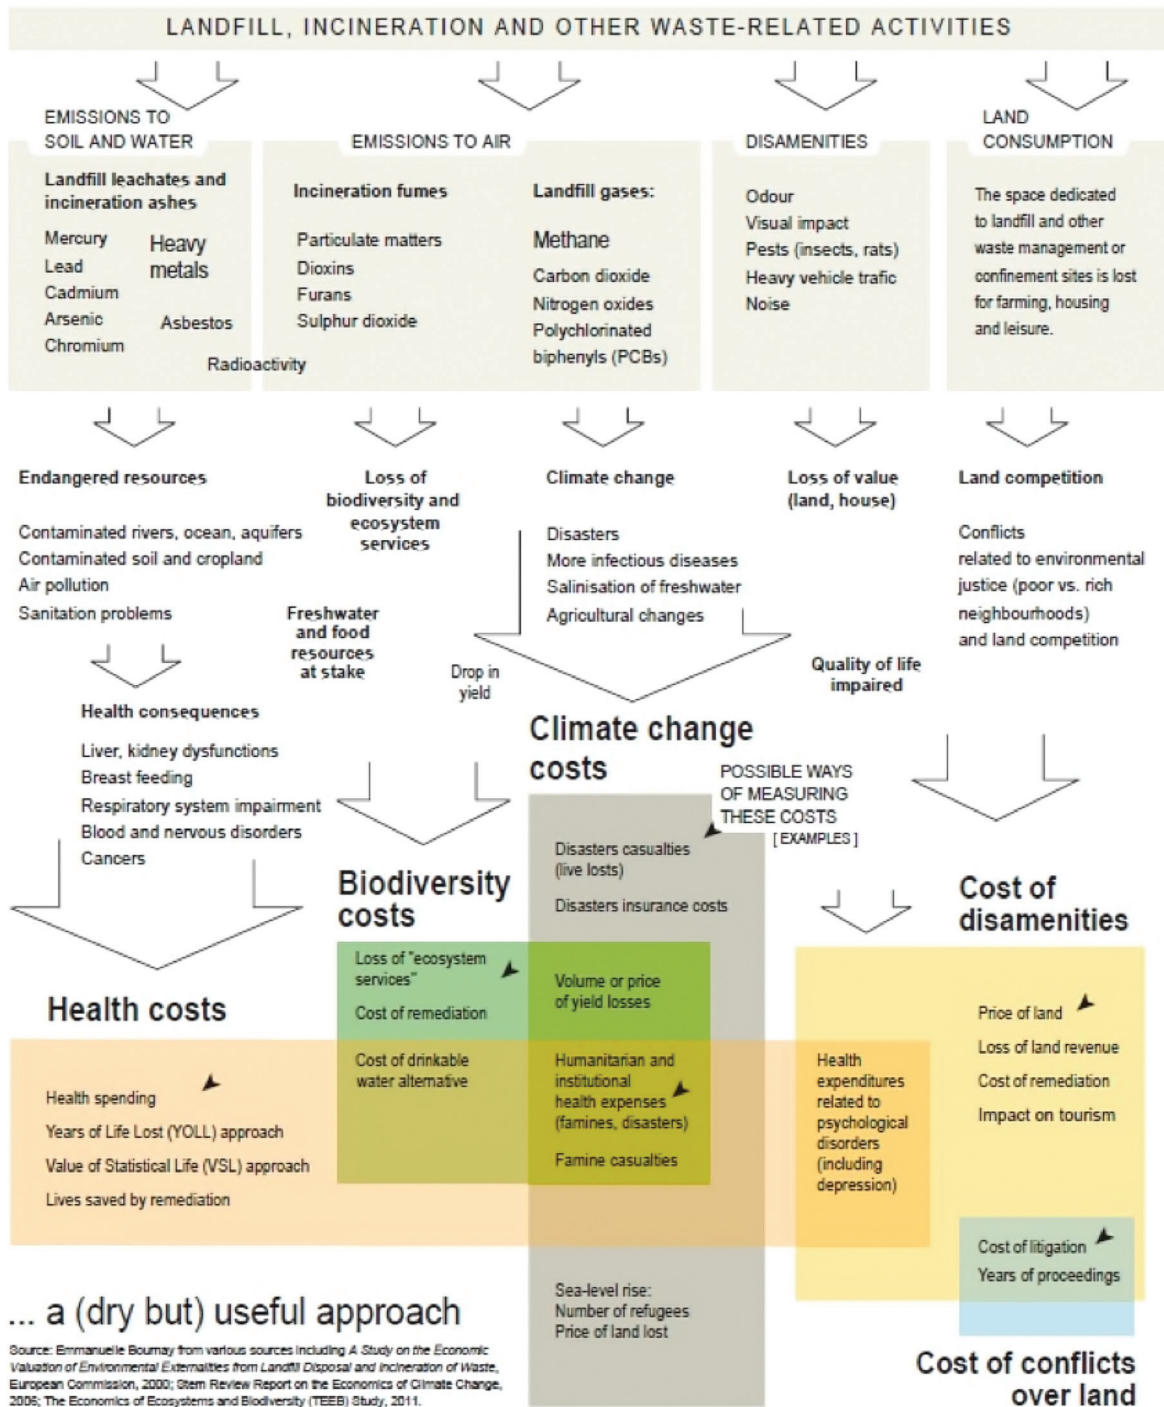 LANDFILL, INCINERATION AND OTHER WASTE-RELATED ACTIVITIES
EMISSIONS TO
SOIL AND WATER
Landfill leachates and
incineration ashes
Mercury
Lead
Cadmium
Arsenic
Chromium
Heavy
metals
Asbestos
Radioactivity
EMISSIONS TO AIR
Incineration fumes
Particulate matters
Dioxins
Furans
Sulphur dioxide
Landfill gases:
Methane
Carbon dioxide
Nitrogen oxides
Polychlorinated
biphenyls (PCBs)
DISAMENITIES
Odour
Visual impact
Pests (insects, rats)
Heavy vehicle trafic
Noise
LAND
CONSUMPTION
The space dedicated
to landfill and other
waste management or
confinement sites is lost
for farming, housing
and leisure.
Endangered resources
Contaminated rivers, ocean, aquifers
Contaminated soil and cropland
Air pollution
Sanitation problems
Loss of
biodiversity and
ecosystem
services
Freshwater
and food
resources
at stake
Climate change
Disasters
More infectious diseases
Salinisation of freshwater
Agricultural changes
Drop in
yield
Loss of value
(land, house)
Quality of life
impaired
Land competition
Conflicts
related to environmental
justice (poor vs. rich
neighbourhoods)
and land competition
Health consequences
Liver, kidney dysfunctions
Breast feeding
Respiratory system impairment
Blood and nervous disorders
Cancers
Climate change
costs
POSSIBLE WAYS
OF MEASURING
THESE COSTS
[ EXAMPLES ]
Disasters casualties
(live losts)
Disasters insurance costs
Biodiversity
costs
Loss of "ecosystem
services"
Cost of remediation
Cost of drinkable
water alternative
Volume or price
of yield losses
Humanitarian and
institutional
health expenses
(famines, disasters)
Famine casualties
Cost of
disamenities
Price of land
Loss of land revenue
Cost of remediation
Impact on tourism
Health
expenditures
related to
psychological
disorders
(including
depression)
Health costs
Health spending
Years of Life Lost (YOLL) approach
Value of Statistical Life (VSL) approach
Lives saved by remediation
Cost of litigation
Years of proceedings
Sea-level rise:
Number of refugees
Price of land lost
Cost of conflicts
over land
... a (dry but) useful approach
Source: Emmanuelle Bournay from various sources including A Study on the Economic
Valuation of Environmental Externalities from Landfill Disposal and Incineration of Waste,
European Commission, 2000; Stern Review Report on the Economics of Climate Change,
2006; The Economics of Ecosystems and Biodiversity (TEEB) Study, 2011.